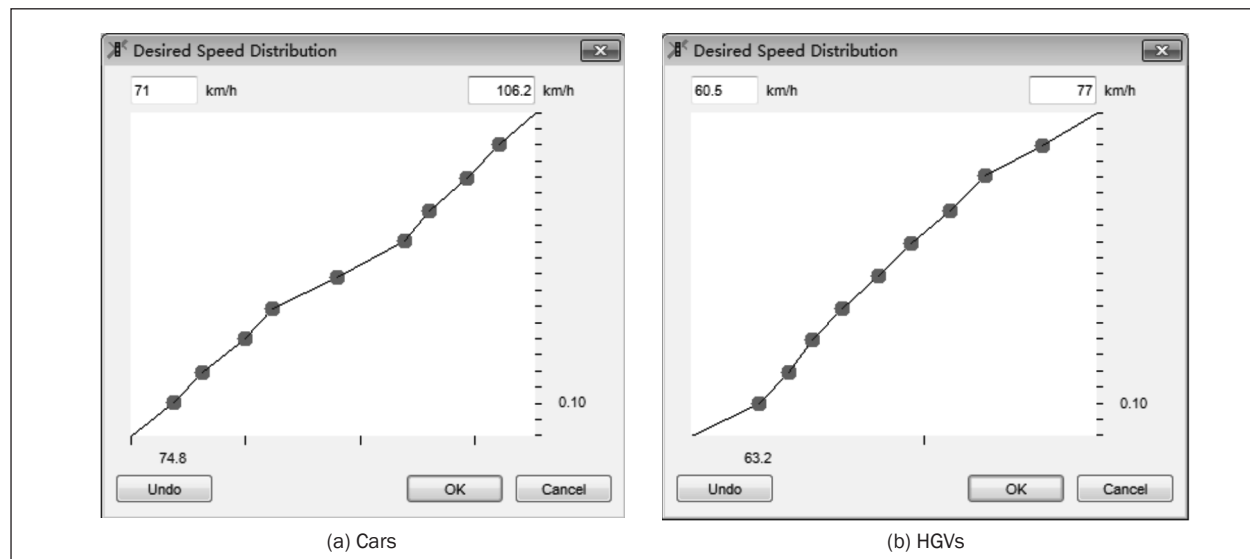 Desired Speed Distribution
71 km/h 106.2 km/h
0.10
74.8
Undo OK Cancel
(a) Cars
Desired Speed Distribution
60.5 km/h 77 km/h
0.10
63.2
Undo OK Cancel
(b) HGVs